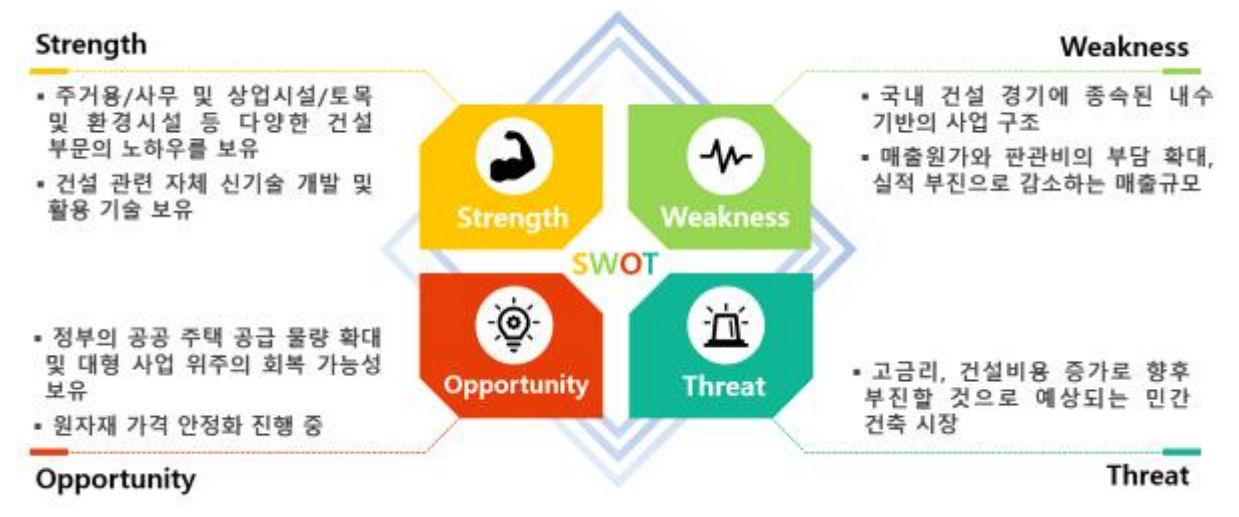 Strength
▪ 주거용/사무 및 상업시설/토목
및 환경시설 등 다양한 건설
부문의 노하우를 보유
▪ 건설 관련 자체 신기술 개발 및
활용 기술 보유
Weakness
▪ 국내 건설 경기에 종속된 내수
기반의 사업 구조
▪ 매출원가와 판관비의 부담 확대,
실적 부진으로 감소하는 매출규모
Strength
Weakness
SWOT
Opportunity
Threat
▪ 정부의 공공 주택 공급 물량 확대
및 대형 사업 위주의 회복 가능성
보유
▪ 원자재 가격 안정화 진행 중
Opportunity
▪ 고금리, 건설비용 증가로 향후
부진할 것으로 예상되는 민간
건축 시장
Threat